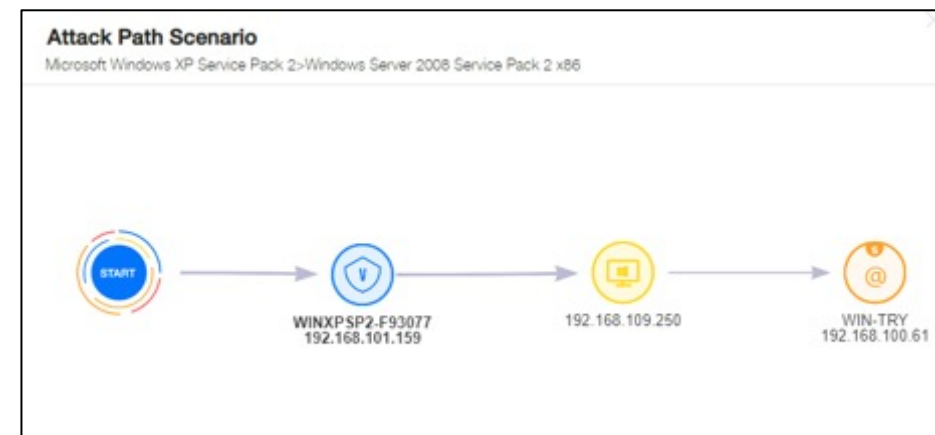 Attack Path Scenario
Microsoft Windows XP Service Pack 2>Windows Server 2008 Service Pack 2 x86
START
V
WINXPSP2-F93077
192.168.101.159
192.168.109.250
@
WIN-TRY
192.168.100.61